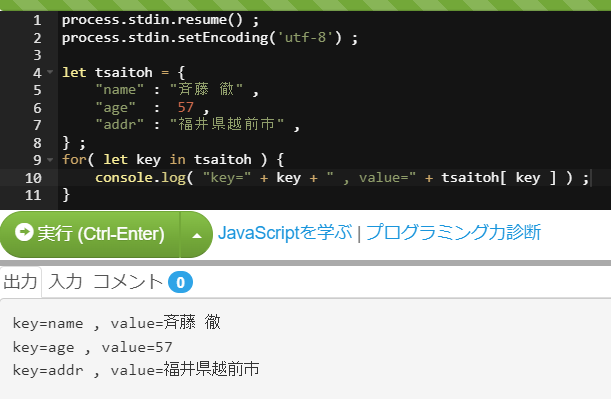 1 process.stdin.resume() ;
2 process.stdin.setEncoding('utf-8') ;
3
4 let tsaitoh = {
5 "name" : "斉藤 徹" ,
6 "age" : 57 ,
7 "addr" : "福井県越前市" ,
8 } ;
9 for( let key in tsaitoh ) {
10 console.log( "key=" + key + " , value=" + tsaitoh[ key ] ) ;
11 }
実行 (Ctrl-Enter) JavaScriptを学ぶ | プログラミング力診断
出力 入力 コメント 0
key=name , value=斉藤 徹
key=age , value=57
key=addr , value=福井県越前市